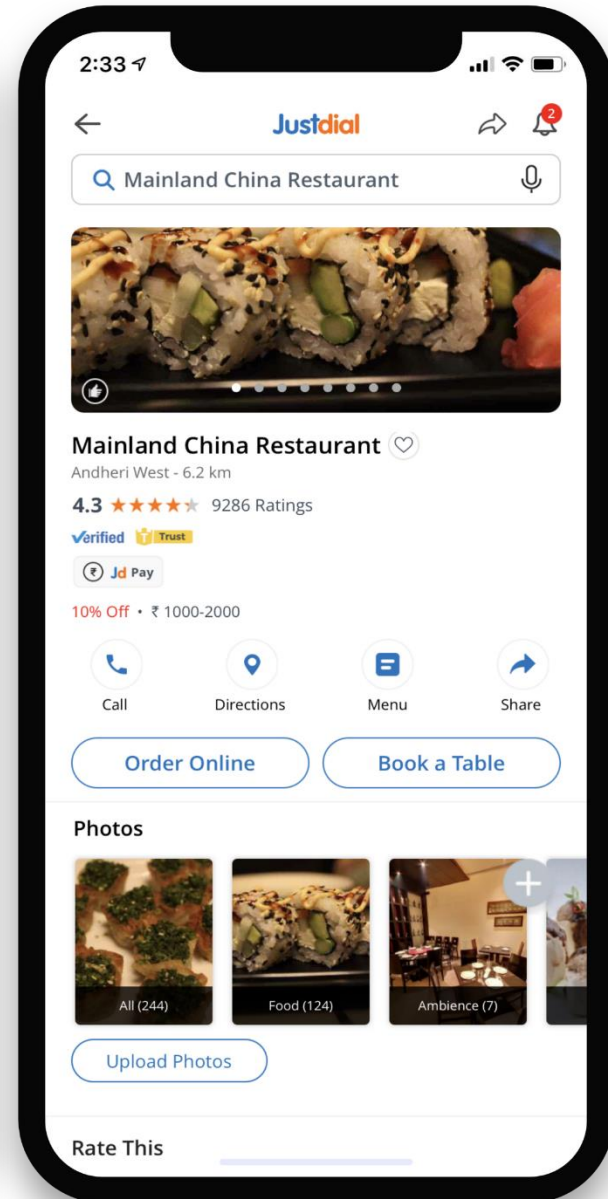 2:33
Justdial
2
Mainland China Restaurant
Mainland China Restaurant
Andheri West - 6.2 km
4.3 9286 Ratings
Verified T Trust
₹ Jd Pay
10% Off • ₹ 1000-2000
Call Directions Menu Share
Order Online Book a Table
Photos
All (244) Food (124) Ambience (7)
Upload Photos
Rate This